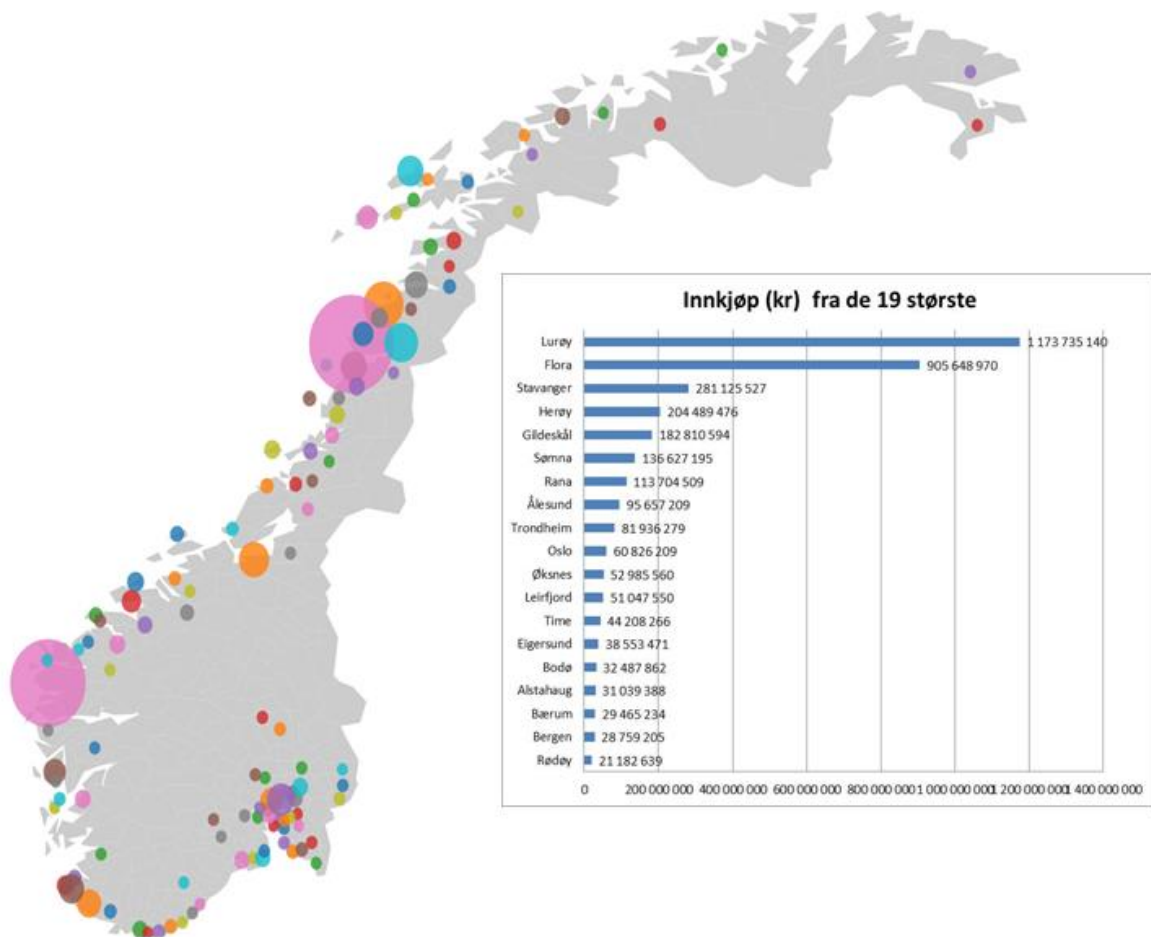 Innkjøp (kr) fra de 19 største
Lurøy 1 173 735 140
Flora 905 648 970
Stavanger 281 125 527
Herøy 204 489 476
Gildeskål 182 810 594
Sømna 136 627 195
Rana 113 704 509
Ålesund 95 657 209
Trondheim 81 936 279
Oslo 60 826 209
Øksnes 52 985 560
Leirfjord 51 047 550
Time 44 208 266
Eigersund 38 553 471
Bodø 32 487 862
Alstahaug 31 039 388
Bærum 29 465 234
Bergen 28 759 205
Rødøy 21 182 639
0 200 000 000 400 000 000 600 000 000 800 000 000 1 000 000 000 1 200 000 000 1 400 000 000